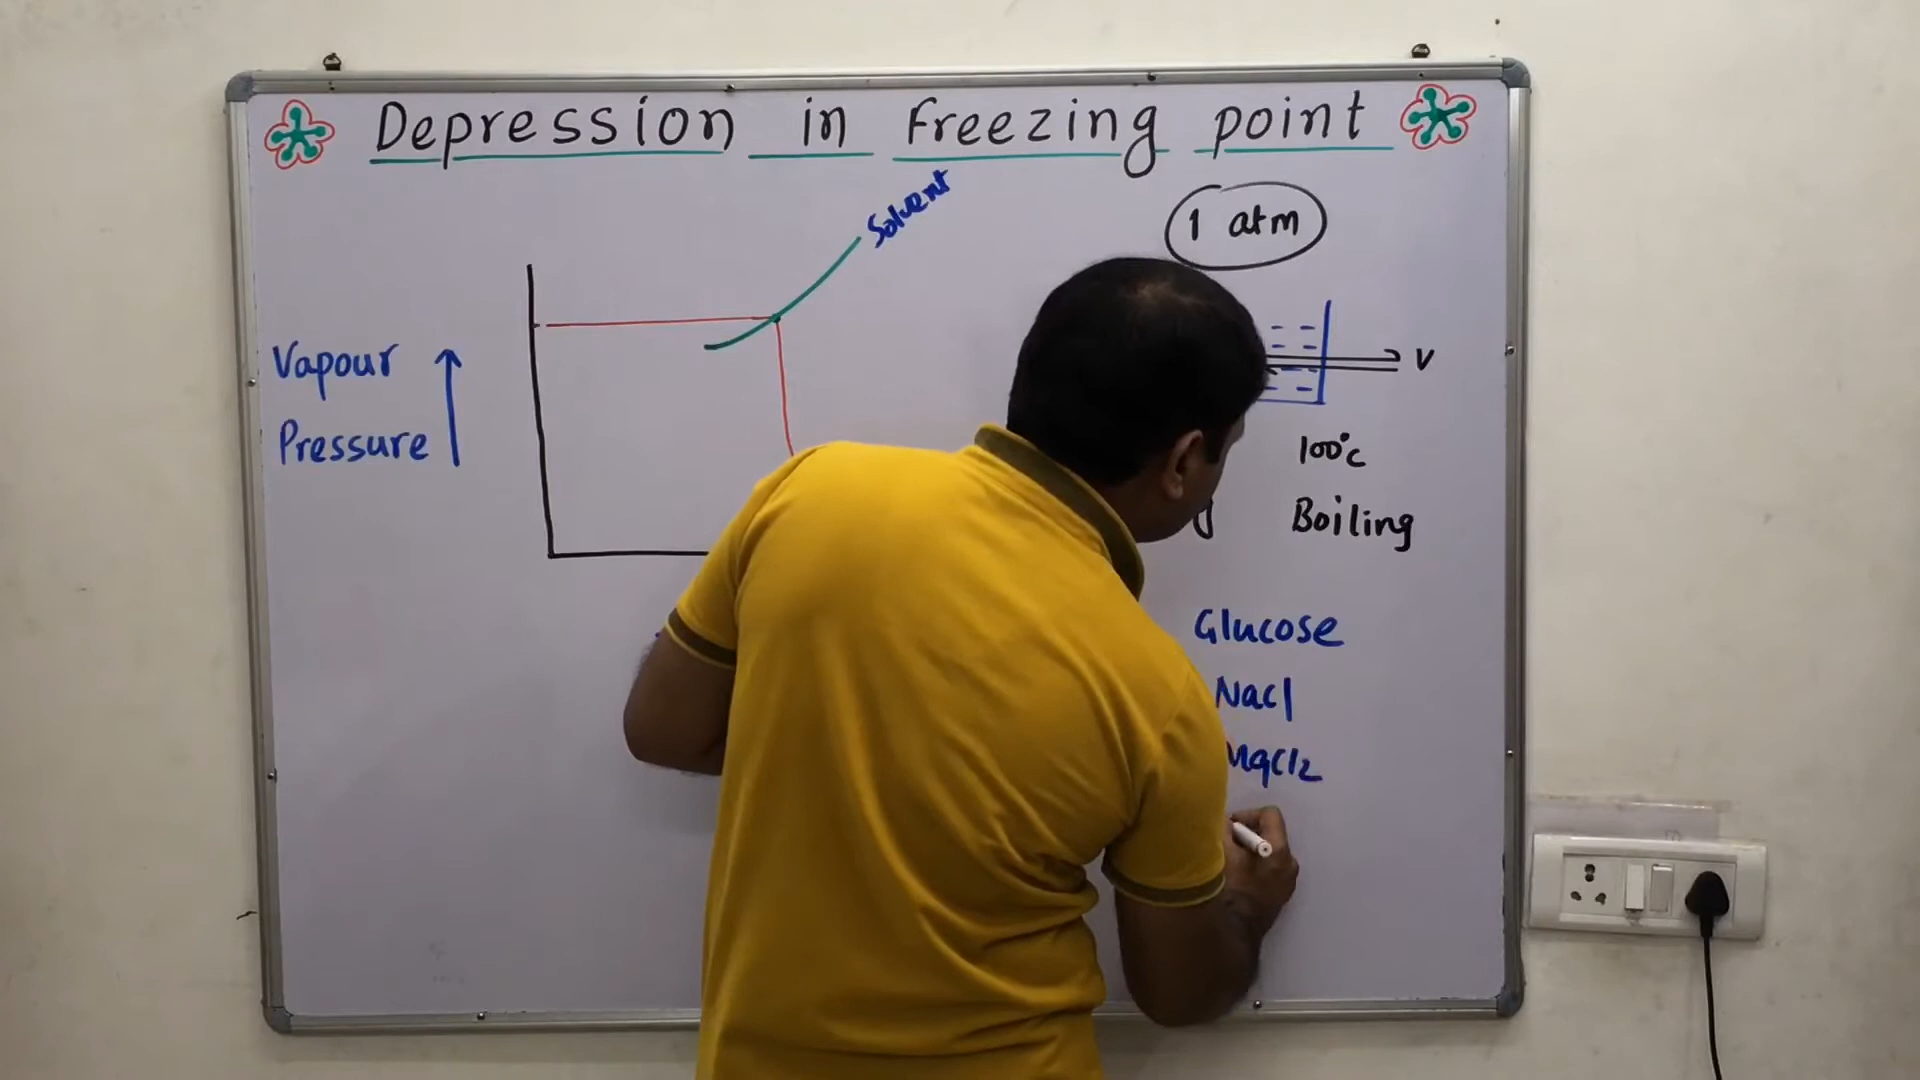 Depression in Freezing point
Solvent
1 atm
Vapour
Pressure
V
100°c
Boiling
Glucose
Nacl
MgCl2